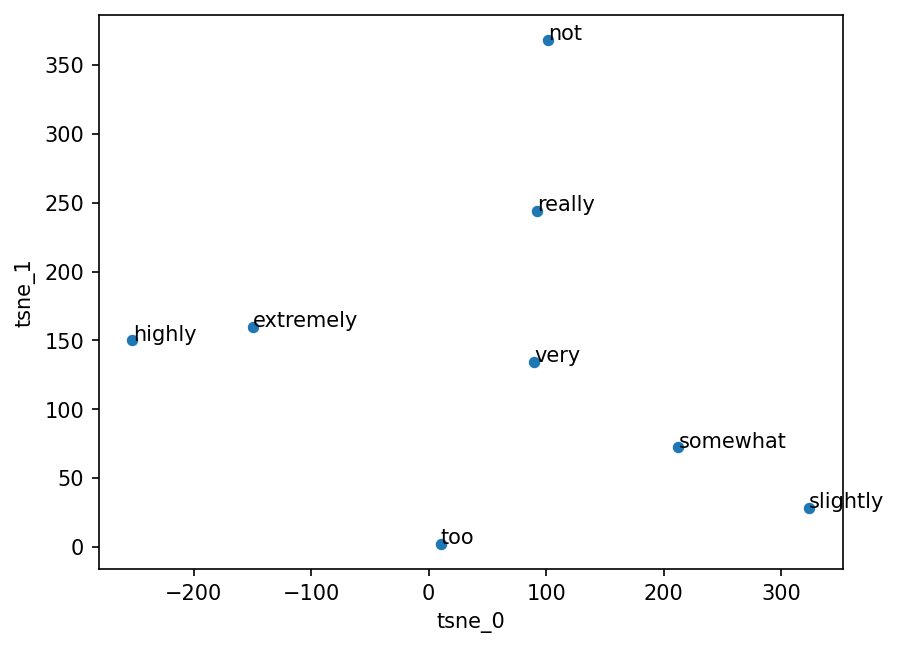 not
350
300
250
really
200
tsne_1
extremely
highly
150
very
100
somewhat
50
slightly
too
0
−200
−100
0
100
200
300
tsne_0